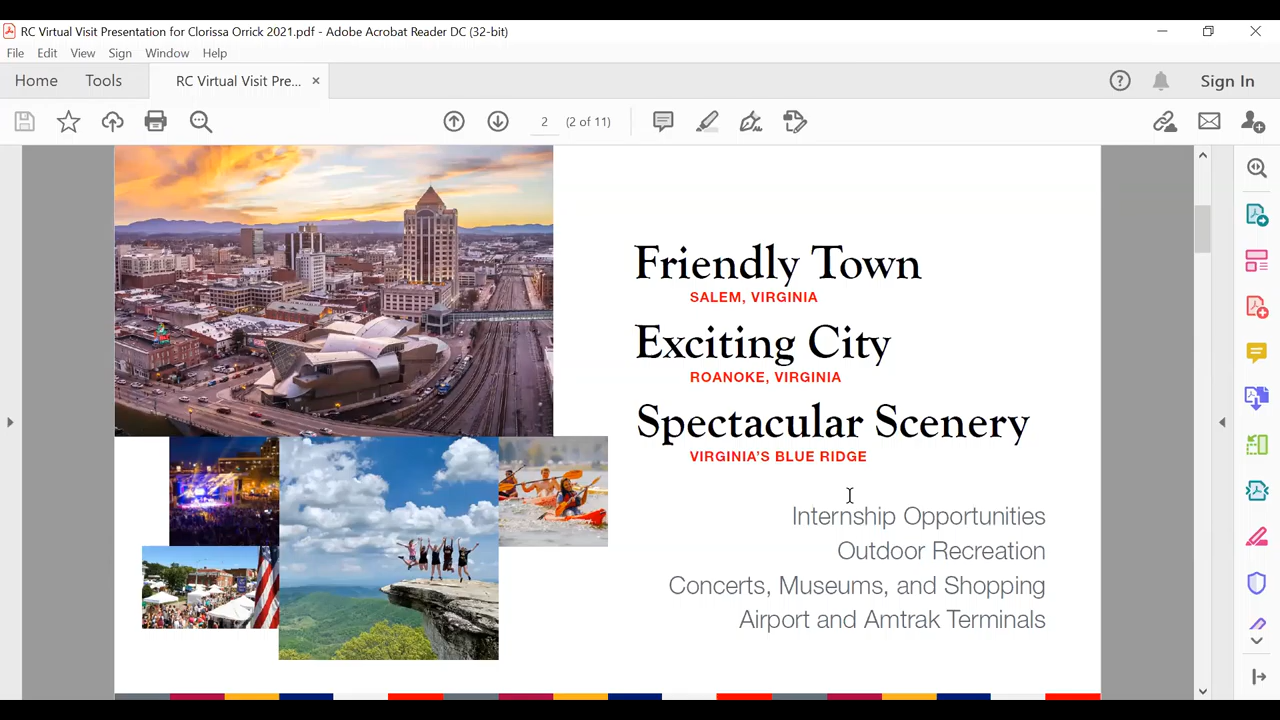 RC Virtual Visit Presentation for Clorissa Orrick 2021.pdf - Adobe Acrobat Reader DC (32-bit)
File Edit View Sign Window Help
Home Tools RC Virtual Visit Pre... × Sign In
2 (2 of 11)
Friendly Town
SALEM, VIRGINIA
Exciting City
ROANOKE, VIRGINIA
Spectacular Scenery
VIRGINIA'S BLUE RIDGE
Internship Opportunities
Outdoor Recreation
Concerts, Museums, and Shopping
Airport and Amtrak Terminals